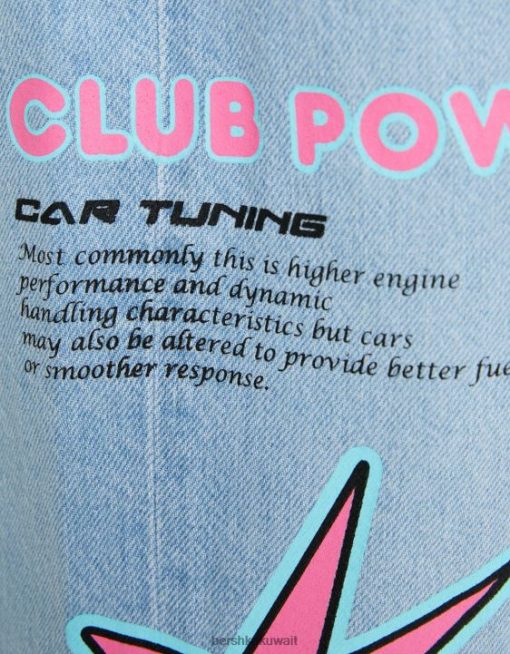 CLUB POW
CAR TUNING
Most commonly this is higher engine
performance and dynamic
handling characteristics but cars
may also be altered to provide better fue
or smoother response.